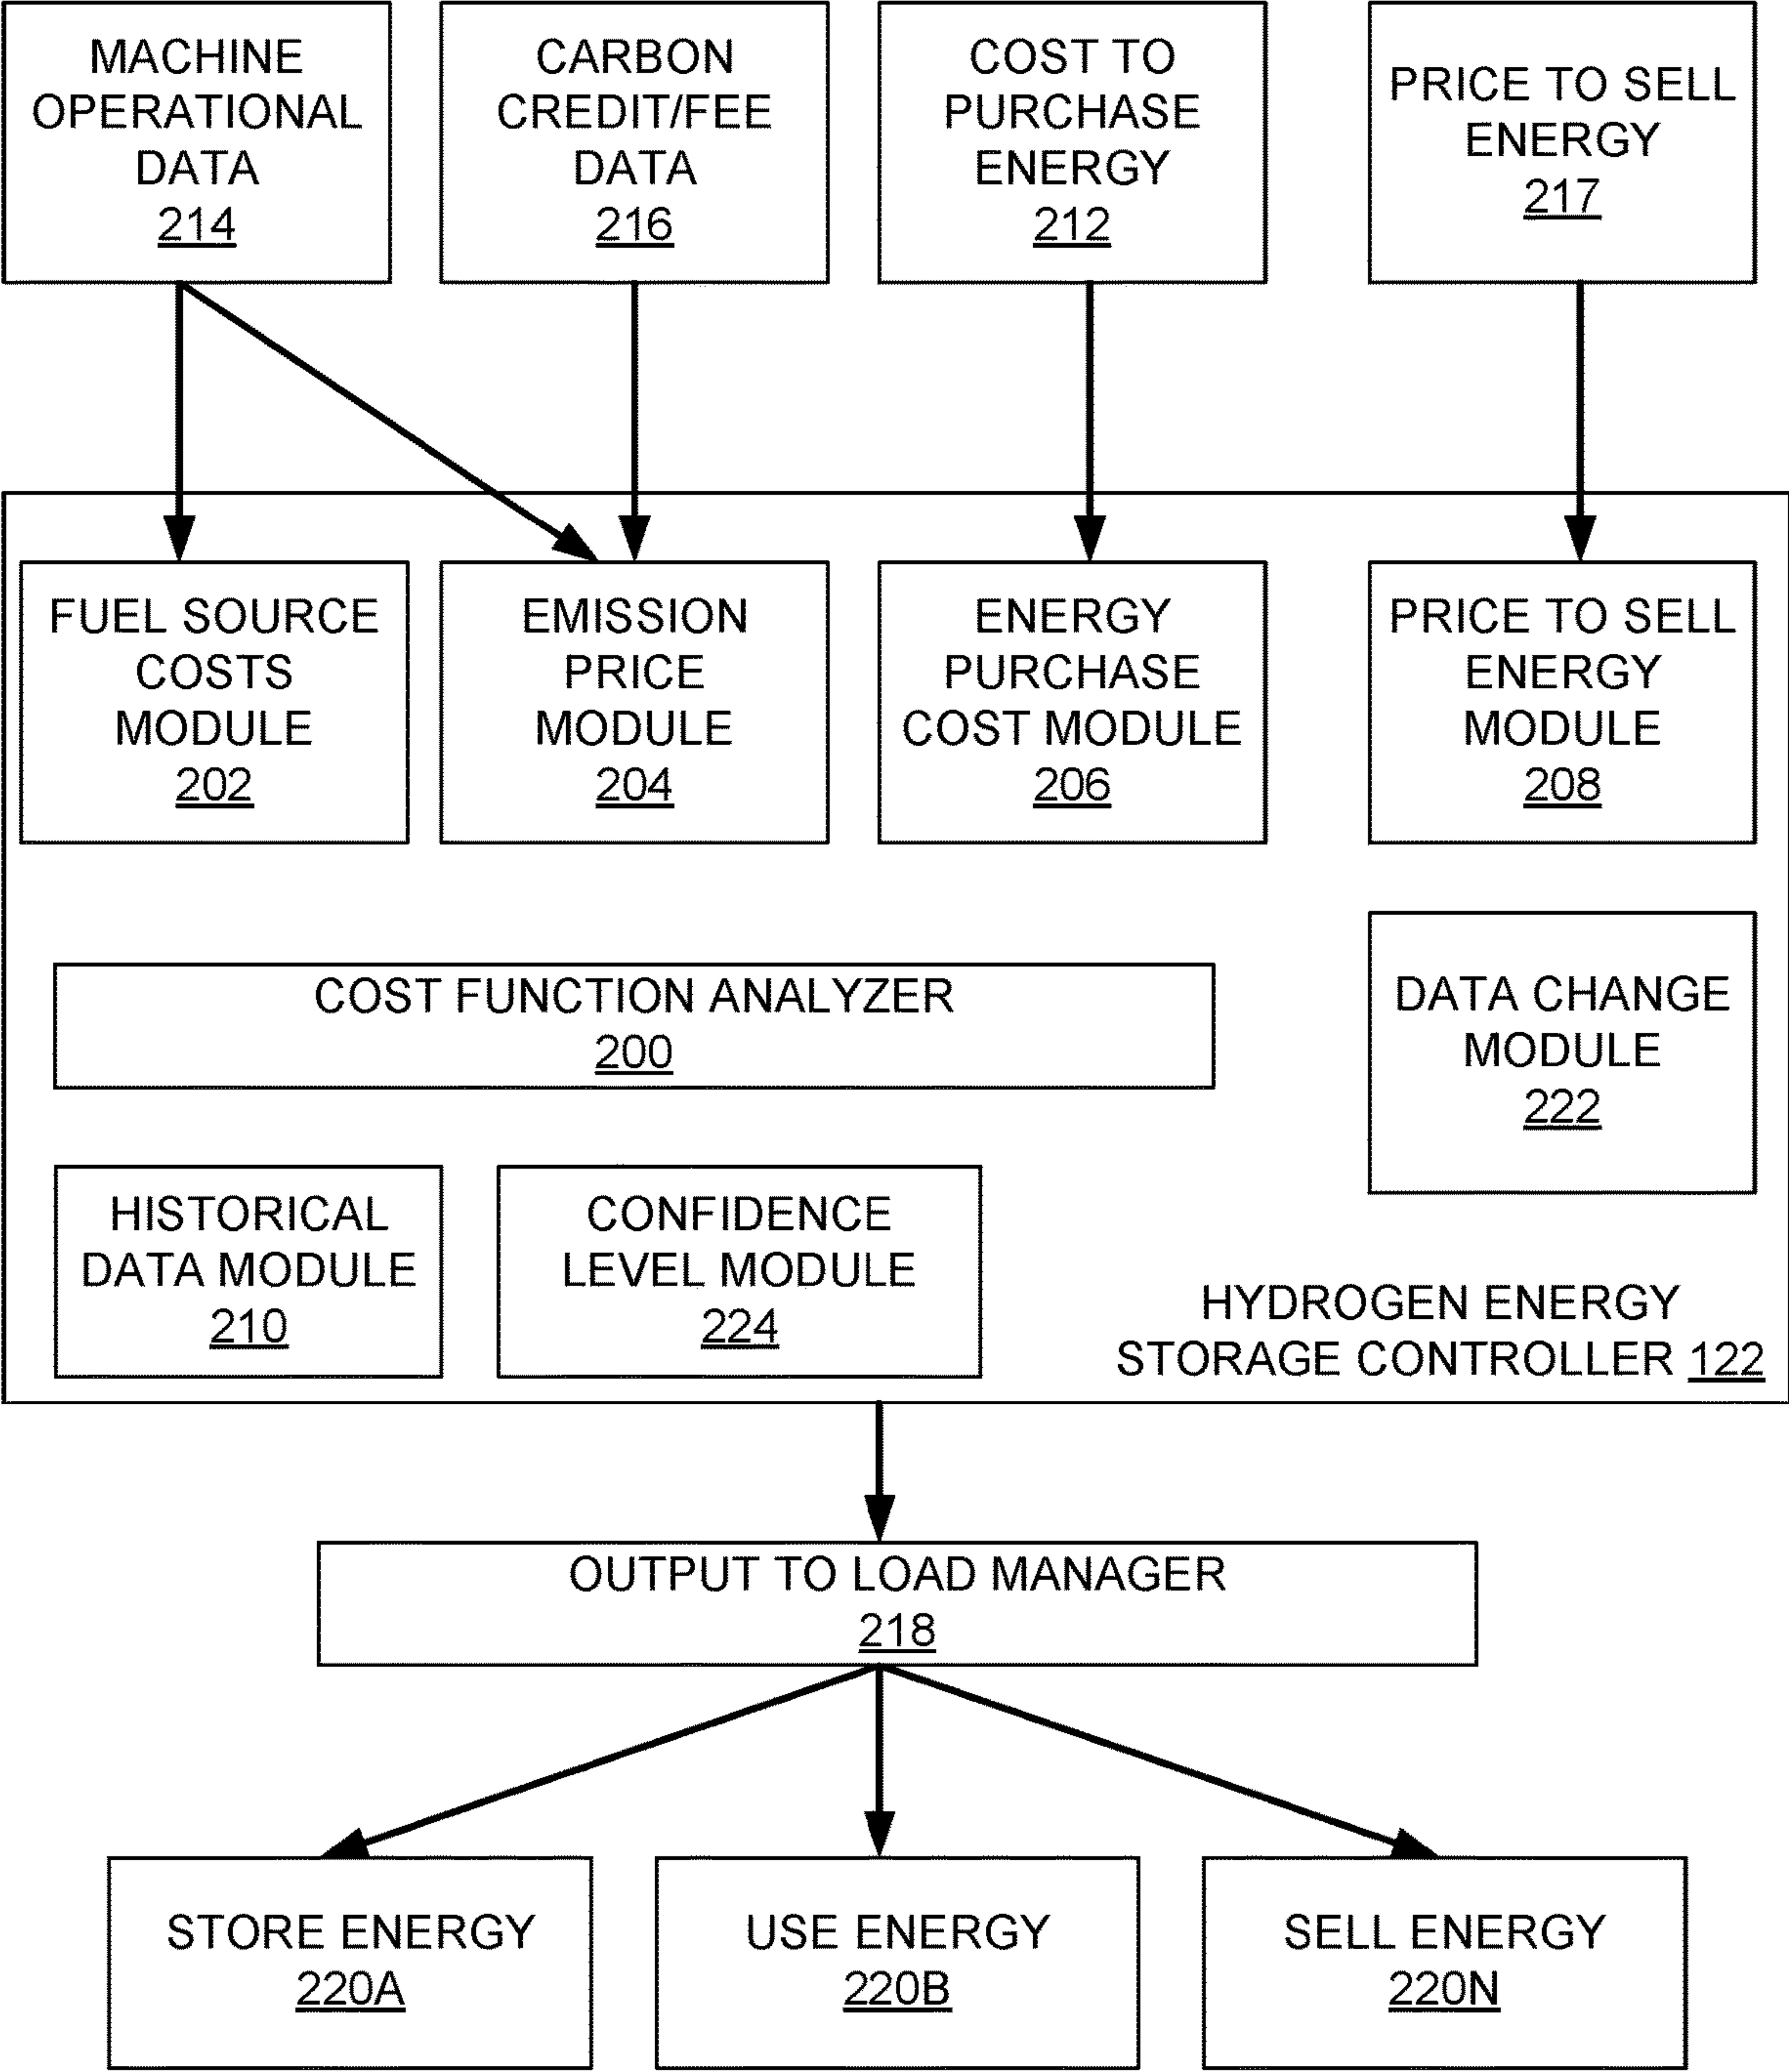 MACHINE
OPERATIONAL
DATA
214
CARBON
CREDIT/FEE
DATA
216
COST TO
PURCHASE
ENERGY
212
PRICE TO SELL
ENERGY
217
FUEL SOURCE
COSTS
MODULE
202
EMISSION
PRICE
MODULE
204
ENERGY
PURCHASE
COST MODULE
206
PRICE TO SELL
ENERGY
MODULE
208
COST FUNCTION ANALYZER
200
DATA CHANGE
MODULE
222
HISTORICAL
DATA MODULE
210
CONFIDENCE
LEVEL MODULE
224
HYDROGEN ENERGY
STORAGE CONTROLLER 122
OUTPUT TO LOAD MANAGER
218
STORE ENERGY
220A
USE ENERGY
220B
SELL ENERGY
220N